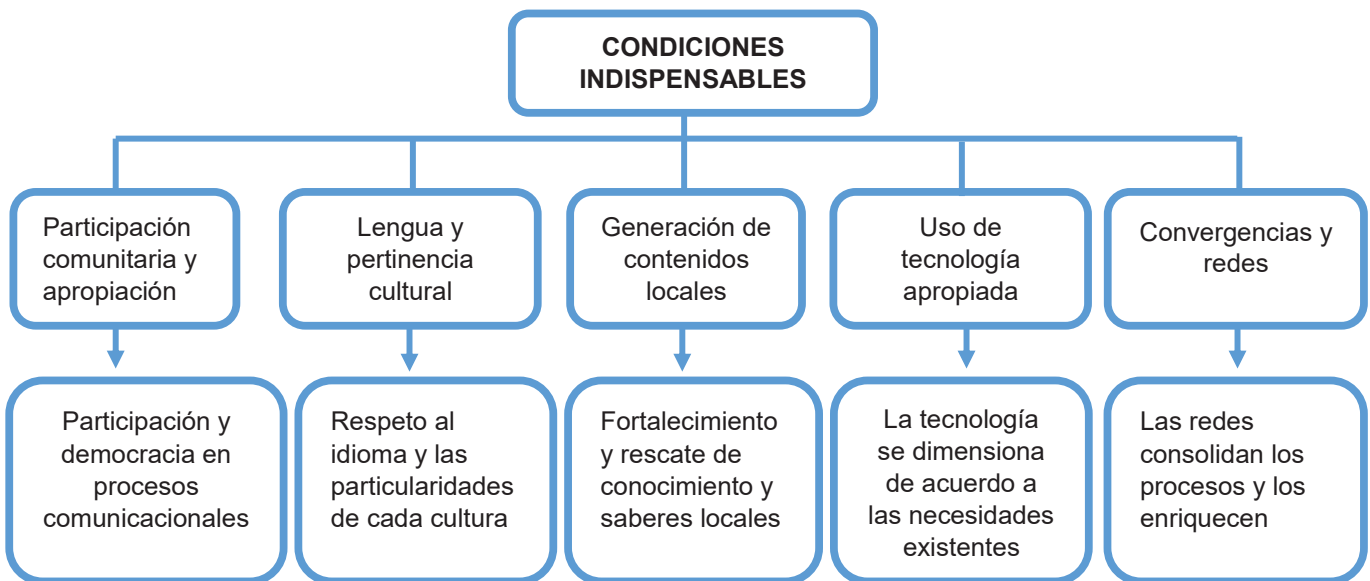 CONDICIONES
INDISPENSABLES
Participación
comunitaria y
apropiación
Lengua y
pertinencia
cultural
Generación de
contenidos
locales
Uso de
tecnología
apropiada
Convergencias y
redes
Participación y
democracia en
procesos
comunicacionales
Respeto al
idioma y las
particularidades
de cada cultura
Fortalecimiento
y rescate de
conocimiento y
saberes locales
La tecnología
se dimensiona
de acuerdo a
las necesidades
existentes
Las redes
consolidan los
procesos y los
enriquecen